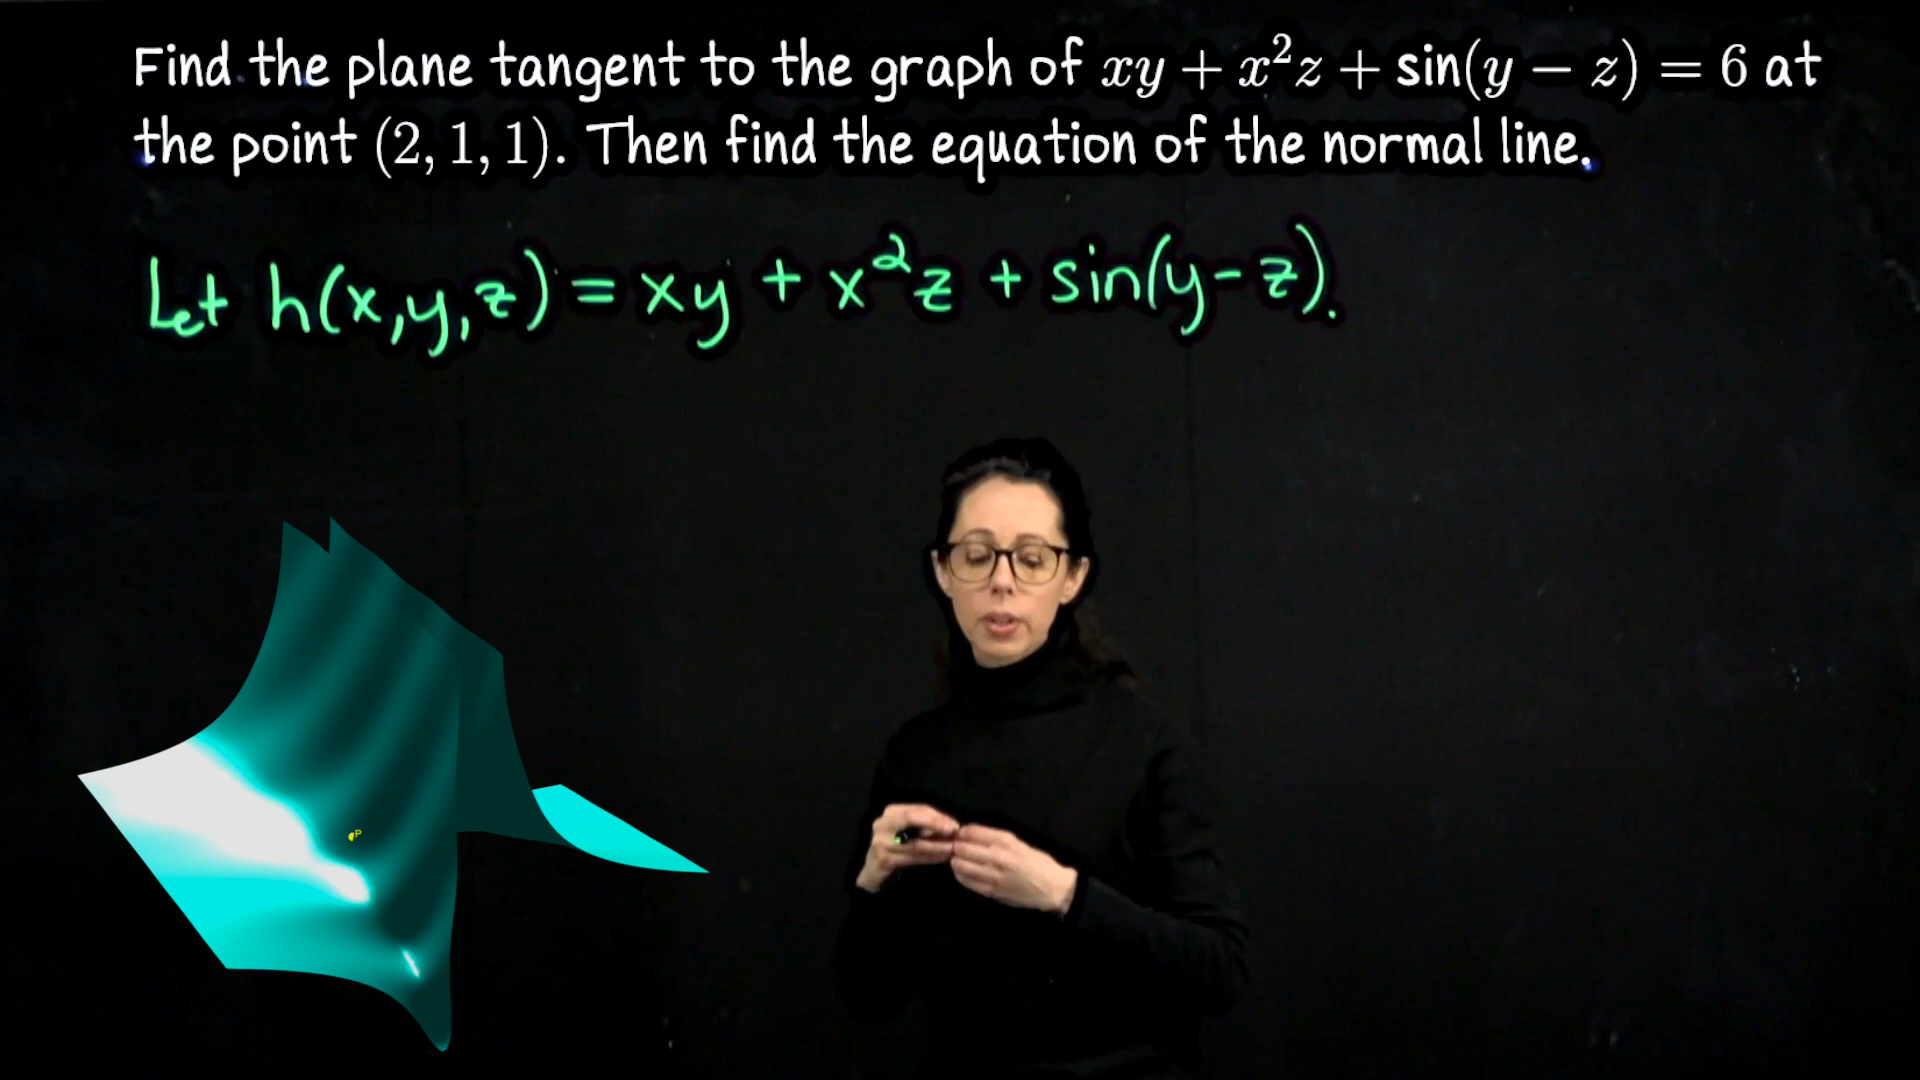 Find the plane tangent to the graph of xy + x²z + sin(y − z) = 6 at
the point (2, 1, 1). Then find the equation of the normal line.
Let h(x,y,z) = xy + x²z + sin(y-z).
P